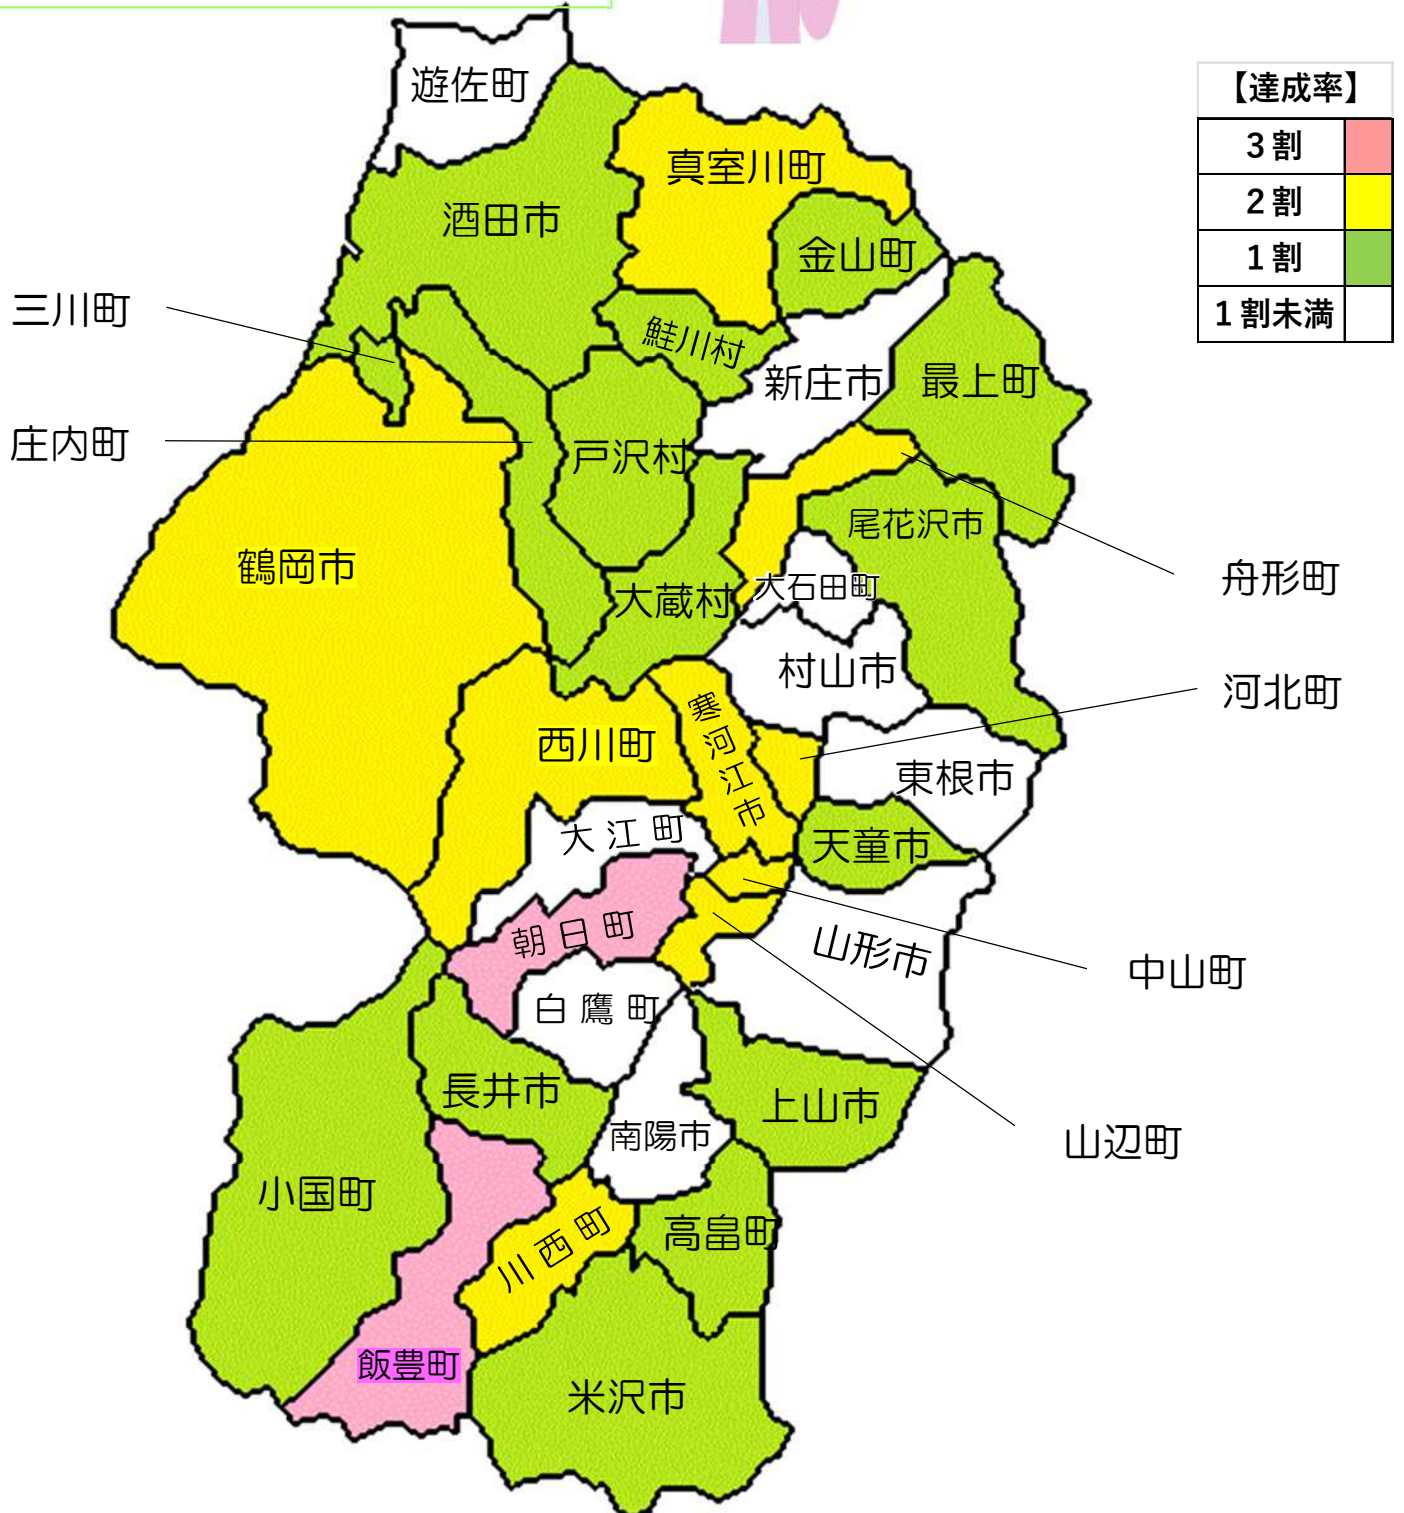 【達成率】
3割
2割
1割
1割未満
遊佐町
真室川町
酒田市
金山町
三川町
鮭川村
新庄市
最上町
庄内町
戸沢村
尾花沢市
鶴岡市
舟形町
大石田町
大蔵村
村山市
河北町
寒河江市
西川町
東根市
大江町
天童市
朝日町
山形市
中山町
白鷹町
長井市
上山市
南陽市
山辺町
小国町
川西町
高畠町
飯豊町
米沢市